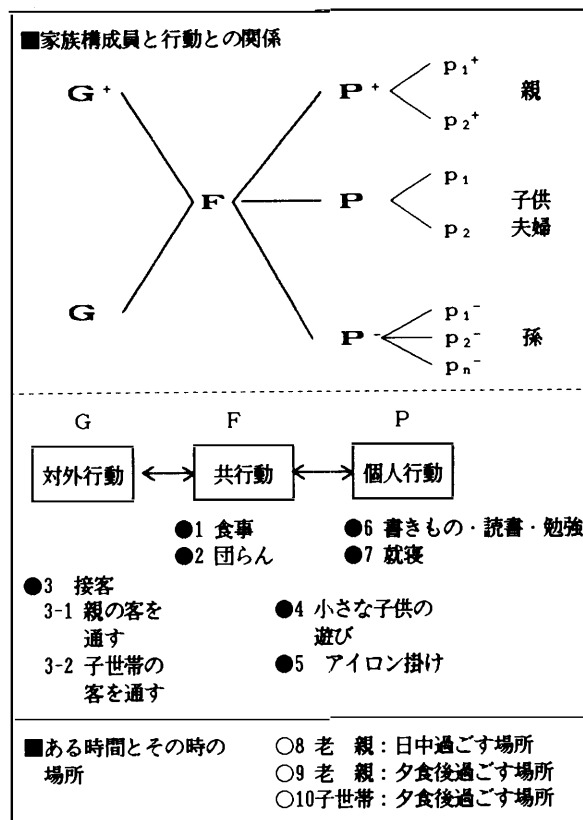 ■家族構成員と行動との関係
G⁺
P⁺
p₁⁺
p₂⁺
親
F
P
p₁
p₂
子供
夫婦
G
P⁻
p₁⁻
p₂⁻
pₙ⁻
孫
G F P
対外行動 共行動 個人行動
●1 食事
●2 団らん
●6 書きもの・読書・勉強
●7 就寝
●3 接客
3-1 親の客を
通す
3-2 子世帯の
客を通す
●4 小さな子供の
遊び
●5 アイロン掛け
■ある時間とその時の
場所
○8 老 親：日中過ごす場所
○9 老 親：夕食後過ごす場所
○10子世帯：夕食後過ごす場所